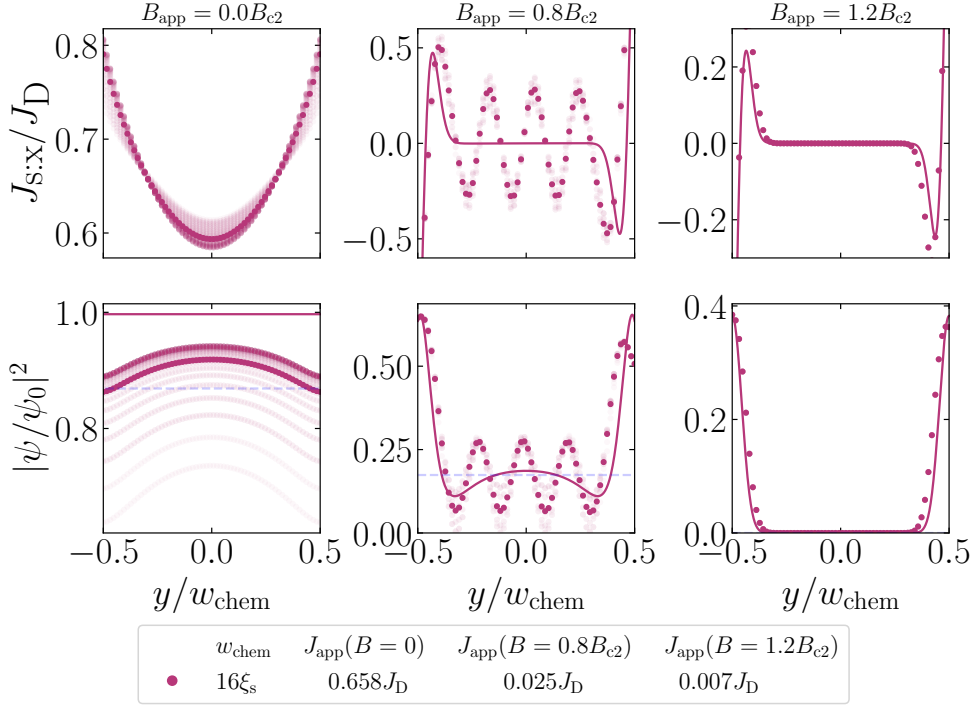 B_app = 0.0B_c2
B_app = 0.8B_c2
B_app = 1.2B_c2
J_S:x/J_D
0.8
0.7
0.6
0.5
0.0
−0.5
0.2
0.0
−0.2
|ψ/ψ_0|^2
1.0
0.8
0.50
0.25
0.00
0.4
0.2
0.0
−0.5 0.0 0.5
−0.5 0.0 0.5
−0.5 0.0 0.5
y/w_chem
y/w_chem
y/w_chem
w_chem J_app(B = 0) J_app(B = 0.8B_c2) J_app(B = 1.2B_c2)
16ξ_s 0.658J_D 0.025J_D 0.007J_D